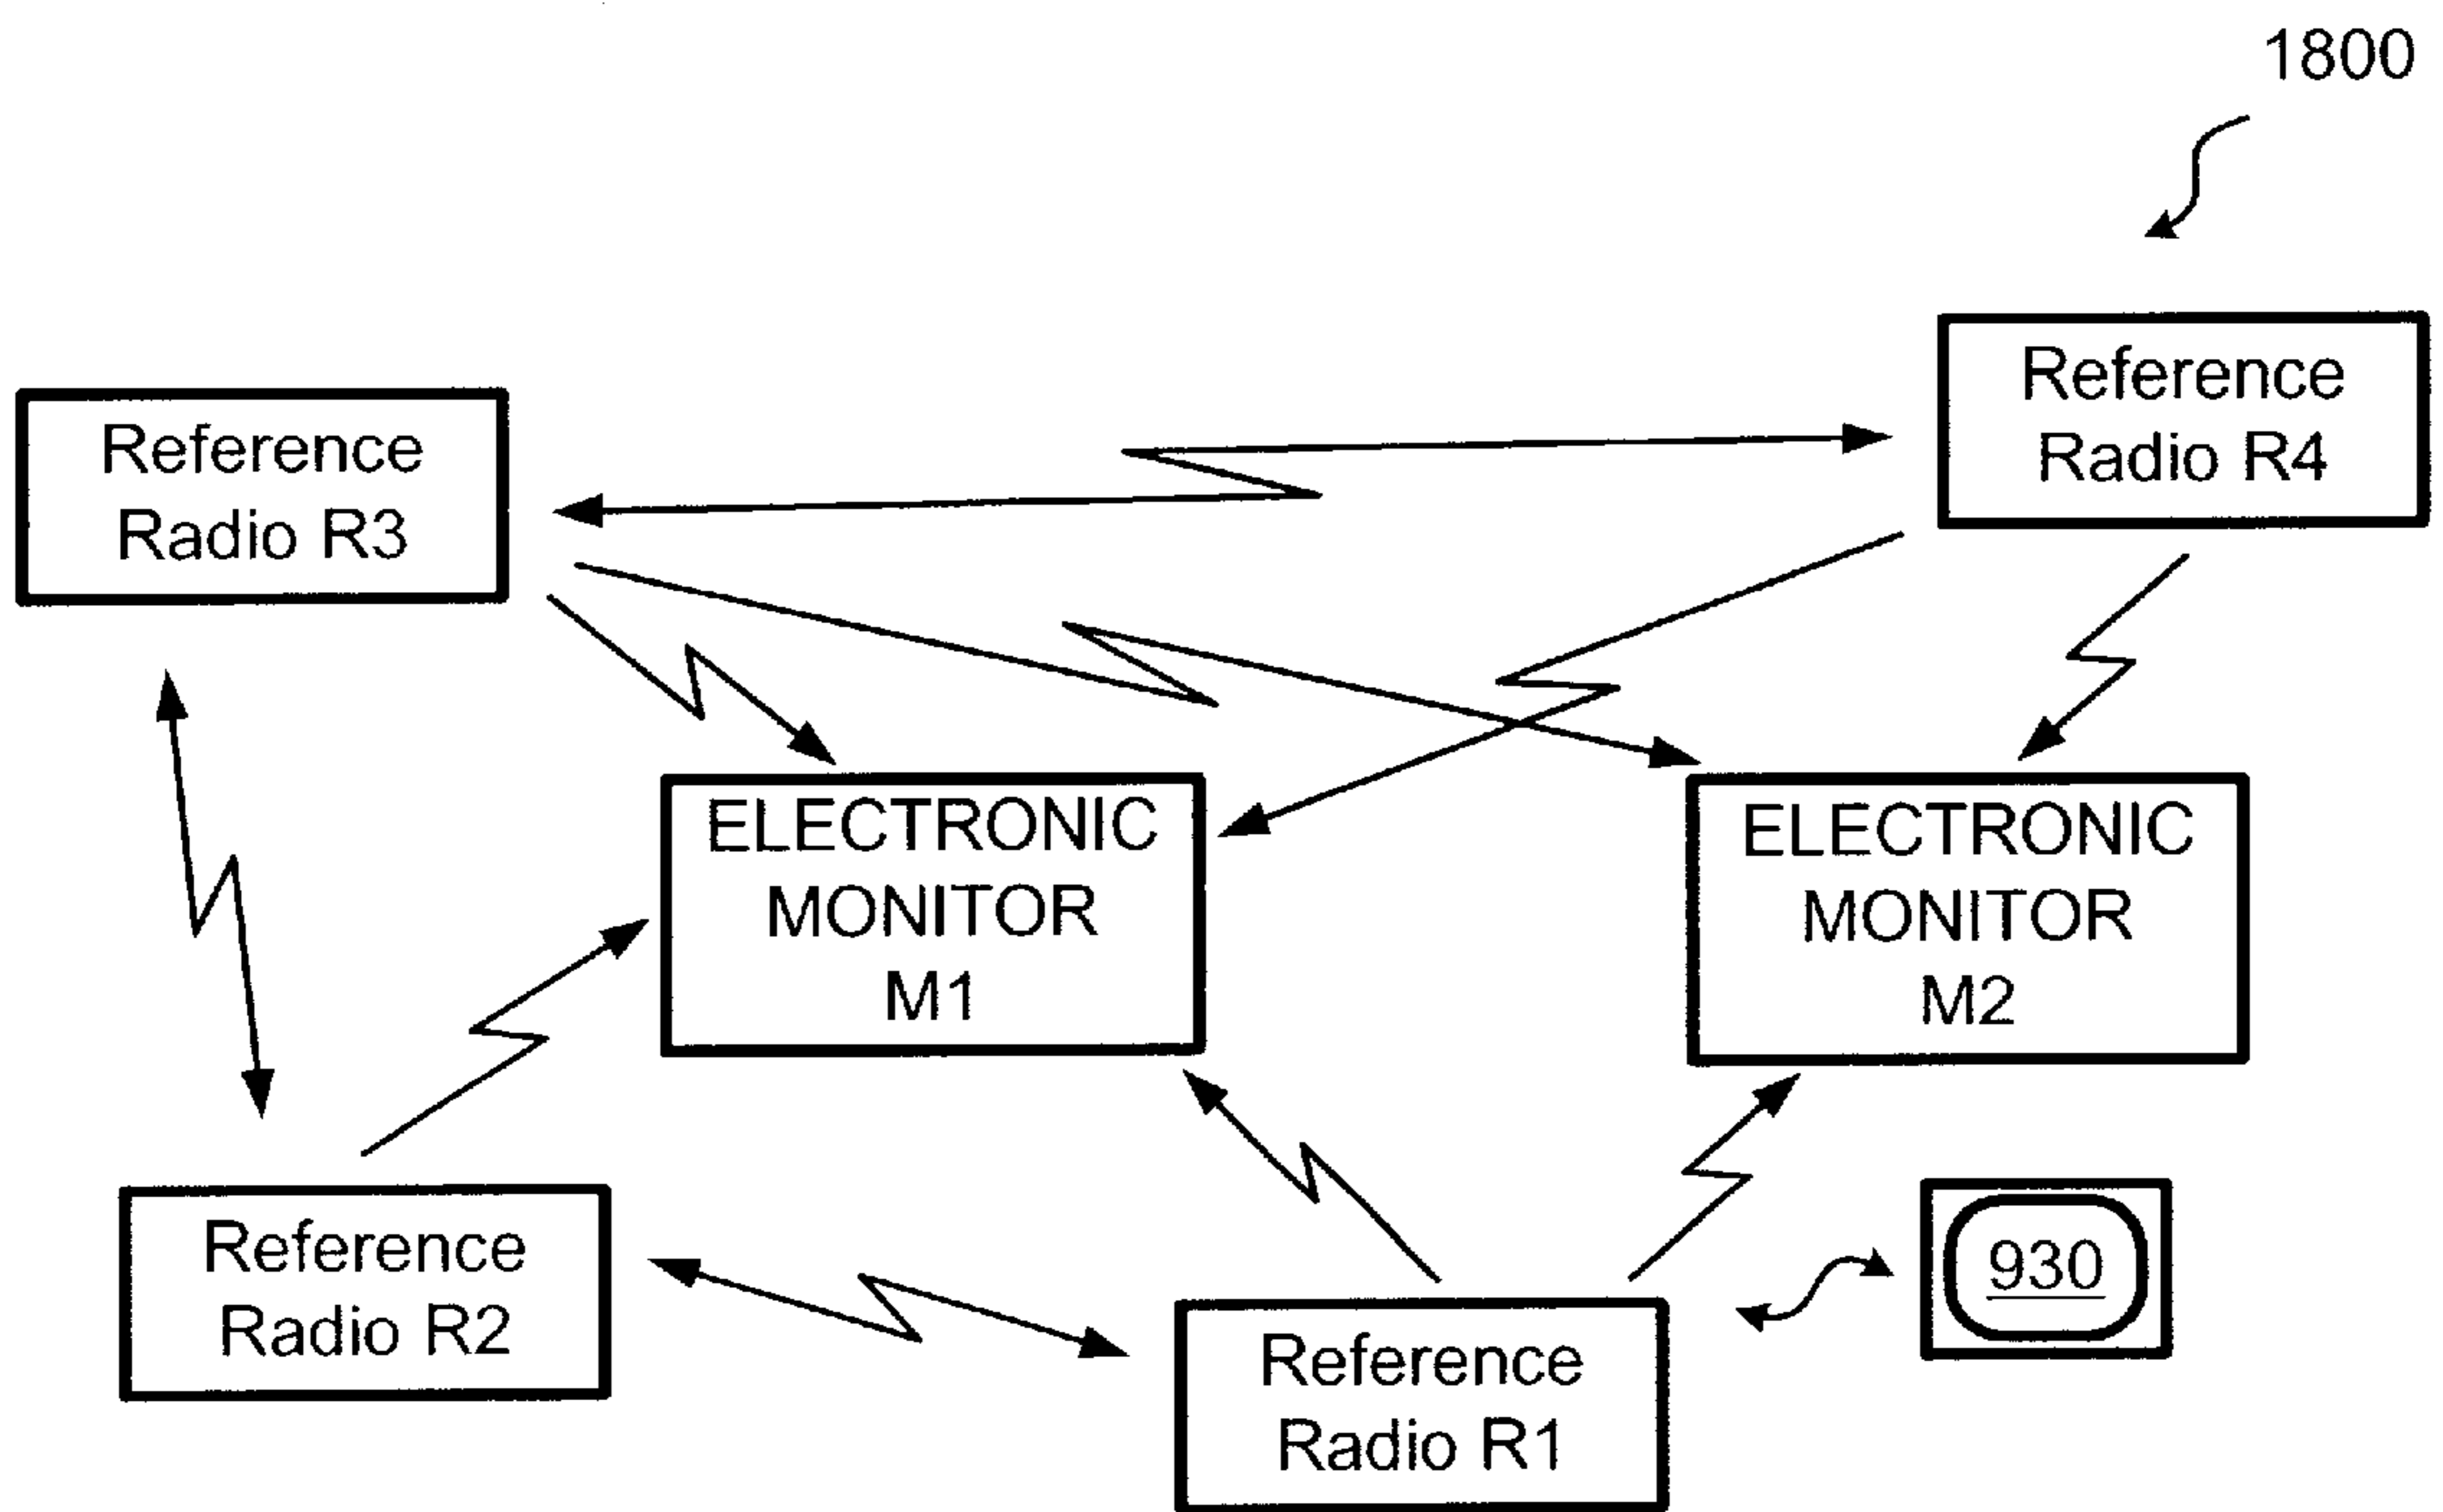 1800
Reference
Radio R4
Reference
Radio R3
ELECTRONIC
MONITOR
M1
ELECTRONIC
MONITOR
M2
Reference
Radio R2
930
Reference
Radio R1